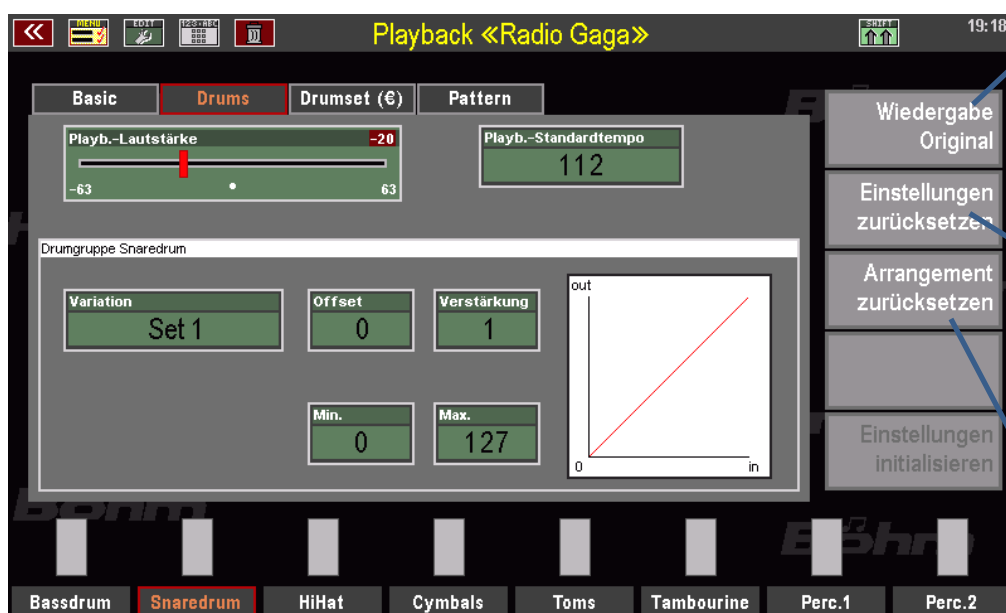 MENU EDIT 123·ABC Playback «Radio Gaga» SHIFT 19:18
Basic Drums Drumset (€) Pattern
Wiedergabe
Original
Playb.-Lautstärke -20
-63 63
Playb.-Standardtempo
112
Einstellungen
zurücksetzen
Drumgruppe Snaredrum
Variation
Set 1
Offset
0
Verstärkung
1
Min.
0
Max.
127
out
0 in
Arrangement
zurücksetzen
Einstellungen
initialisieren
Böhm Böhm
Bassdrum Snaredrum HiHat Cymbals Toms Tambourine Perc.1 Perc.2